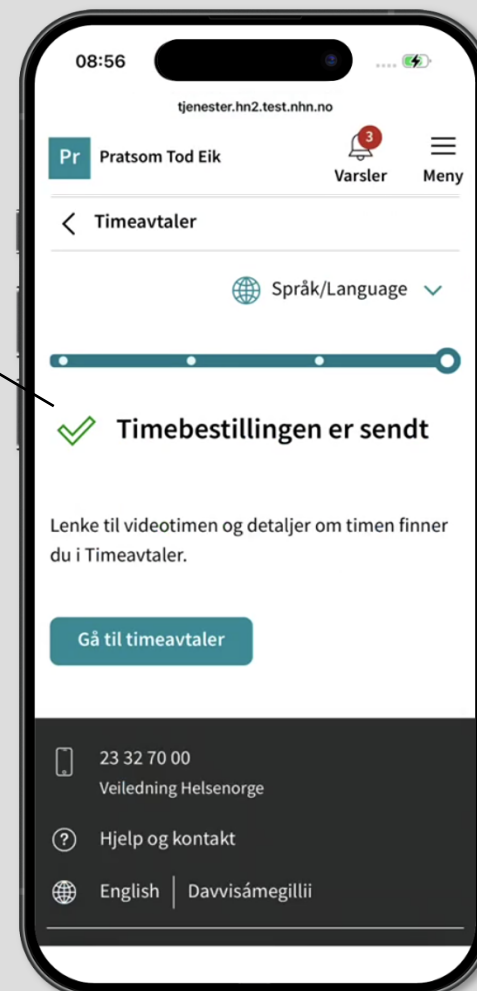 08:56
tjenester.hn2.test.nhn.no
Pr Pratsom Tod Eik
3
Varsler Meny
Timeavtaler
Språk/Language
Timebestillingen er sendt
Lenke til videotimen og detaljer om timen finner
du i Timeavtaler.
Gå til timeavtaler
23 32 70 00
Veiledning Helsenorge
Hjelp og kontakt
English | Davvisámegillii